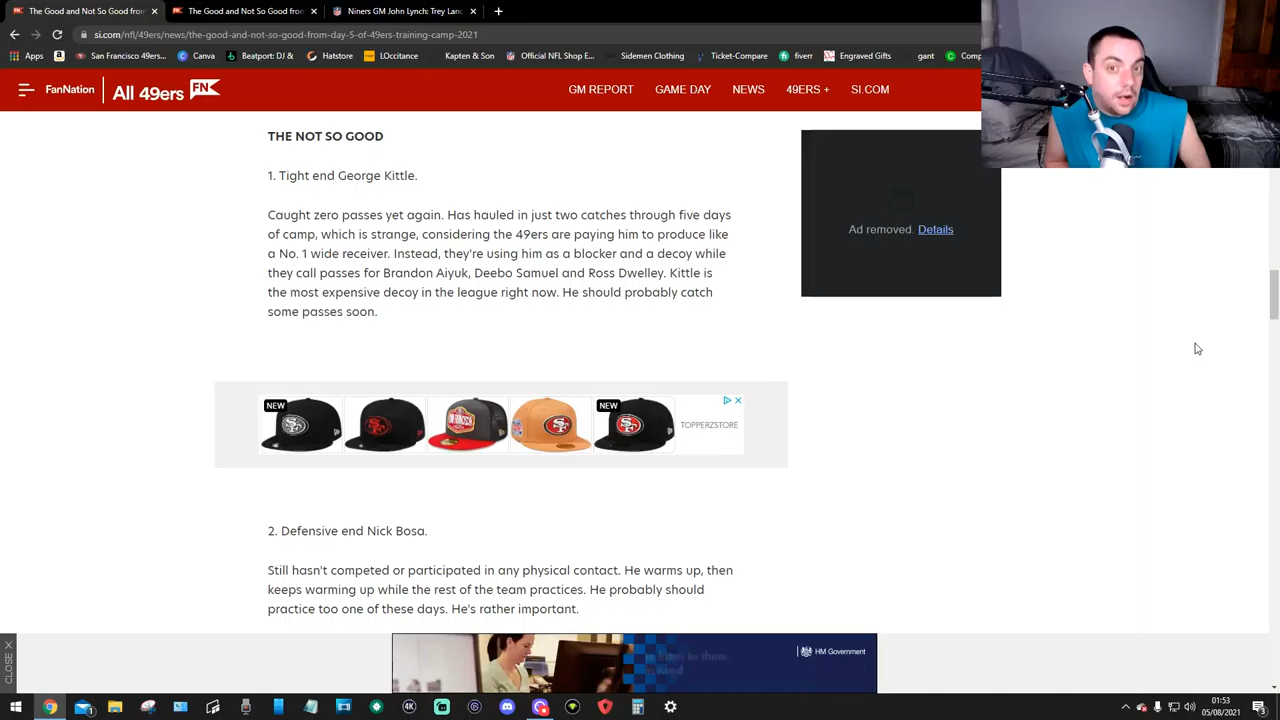 The Good and Not So Good from D
The Good and Not So Good from
Niners GM John Lynch: Trey Lanc
si.com/nfl/49ers/news/the-good-and-not-so-good-from-day-5-of-49ers-training-camp-2021
Apps
San Francisco 49ers...
Can U
Beatport DJ &
Hatstore
LOccitance
Kapten & Son
Official NFL Shop E...
Sidemen Clothing
Ticket-Compare
fiverr
Engraved Gifts
gant
FanNation
All 49ers
FN
GM REPORT
GAME DAY
NEWS
49ERS +
SI.COM
THE NOT SO GOOD
1. Tight end George Kittle.
Caught zero passes yet again. Has hauled in just two catches through five days
of camp, which is strange, considering the 49ers are paying him to produce like
a No. 1 wide receiver. Instead, they're using him as a blocker and a decoy while
they call passes for Brandon Aiyuk, Deebo Samuel and Ross Dwelley. Kittle is
the most expensive decoy in the league right now. He should probably catch
some passes soon.
Ad removed. Details
NEW
NEW
TOPPERZSTORE
2. Defensive end Nick Bosa.
Still hasn't competed or participated in any physical contact. He warms up, then
keeps warming up while the rest of the team practices. He probably should
practice too one of these days. He's rather important.
CLOSE
HM Government
01:53
05/08/2021